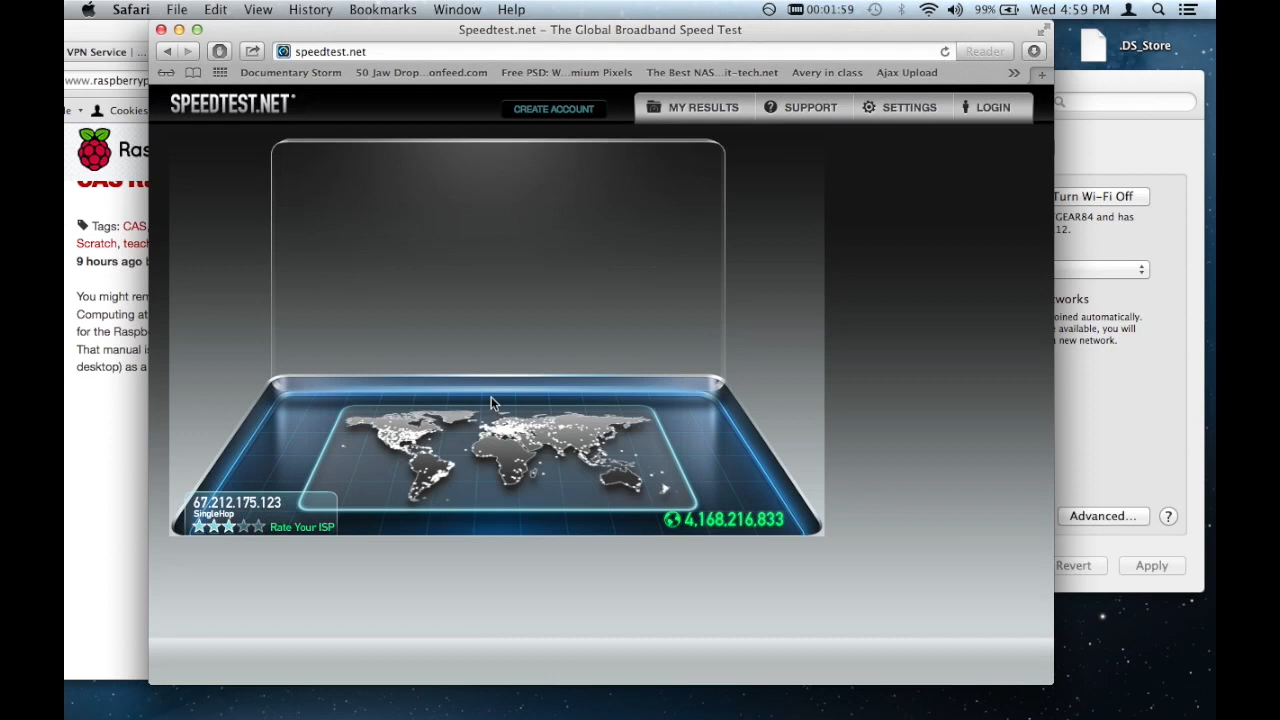 Safari File Edit View History Bookmarks Window Help 00:01:59 99% Wed 4:59 PM
Speedtest.net – The Global Broadband Speed Test
speedtest.net Reader
Documentary Storm 50 Jaw Drop...onfeed.com Free PSD: W...mium Pixels The Best NAS...it-tech.net Avery in class Ajax Upload »
SPEEDTEST.NET
CREATE ACCOUNT
MY RESULTS SUPPORT SETTINGS LOGIN
67.212.175.123
SingleHop
Rate Your ISP
4,168,216,833
.DS_Store
VPN Service | ...
www.raspberryp
Cookies
Ras
Tags: CAS,
Scratch, teach
9 hours ago b
You might ren
Computing at
for the Raspbe
That manual is
desktop) as a
Turn Wi-Fi Off
GEAR84 and has
12.
works
oined automatically.
available, you will
new network.
Advanced... ?
Revert Apply